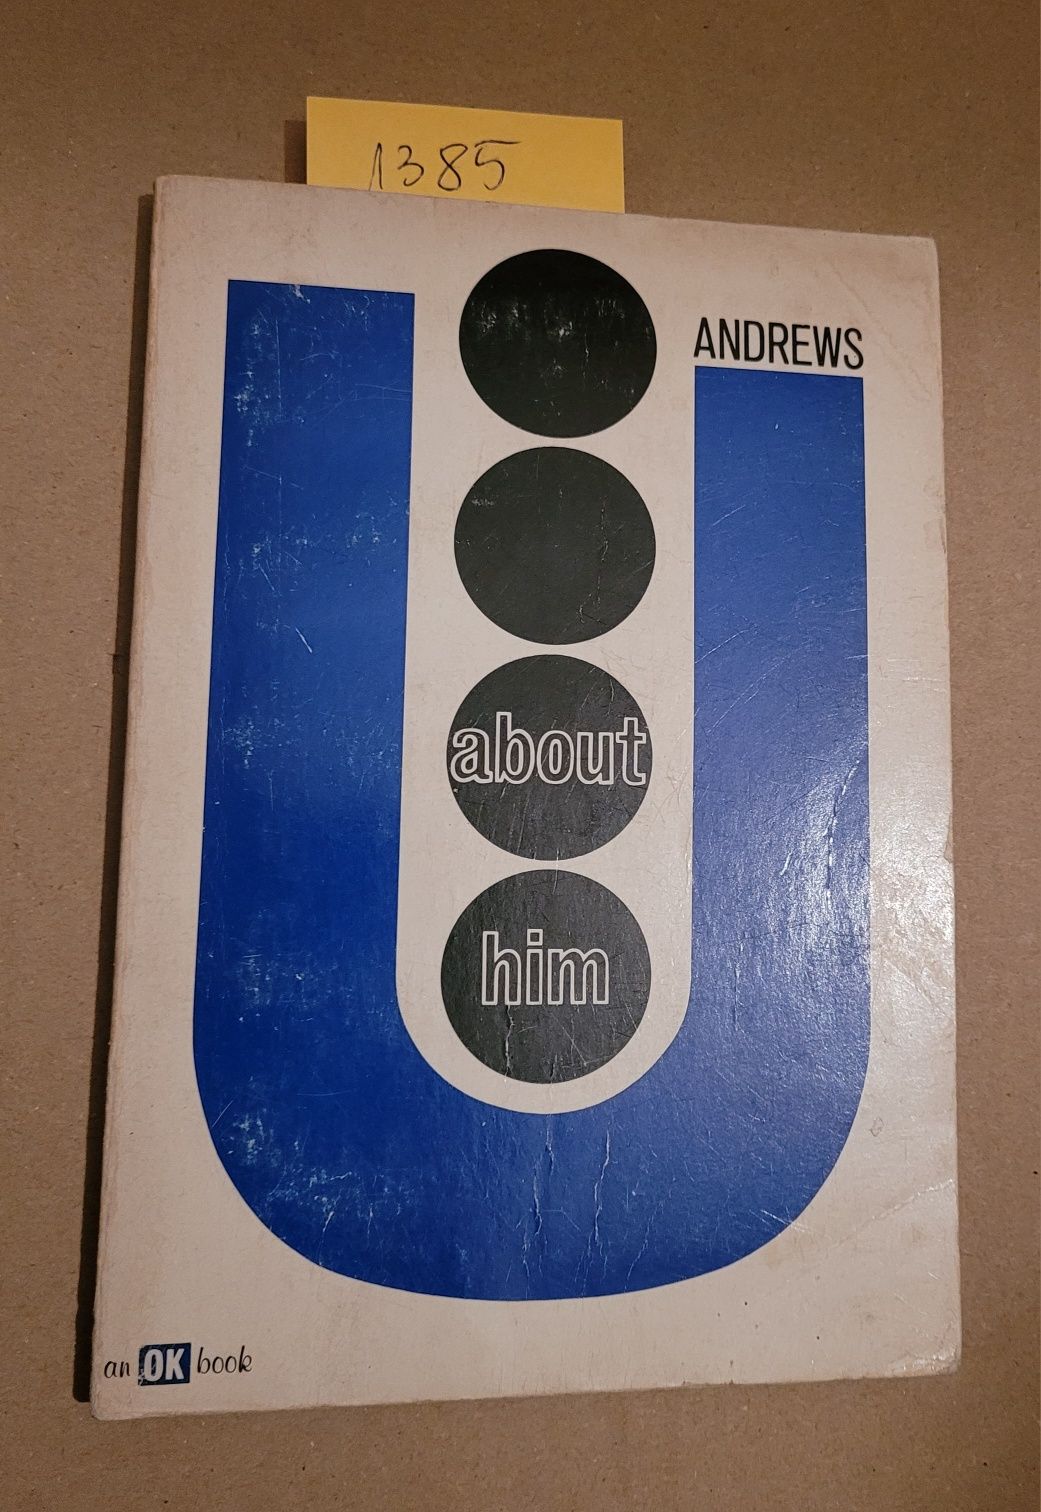 1385
ANDREWS
U
about
him
an OK book